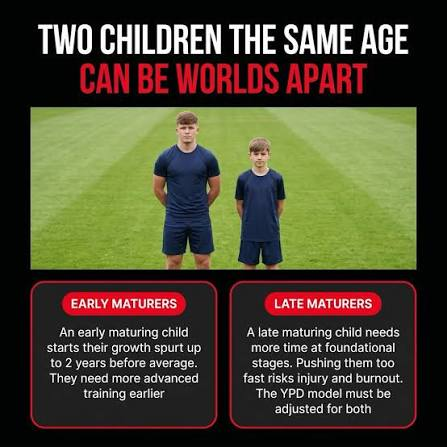 TWO CHILDREN THE SAME AGE
CAN BE WORLDS APART
EARLY MATURERS
An early maturing child
starts their growth spurt up
to 2 years before average.
They need more advanced
training earlier
LATE MATURERS
A late maturing child needs
more time at foundational
stages. Pushing them too
fast risks injury and burnout.
The YPD model must be
adjusted for both